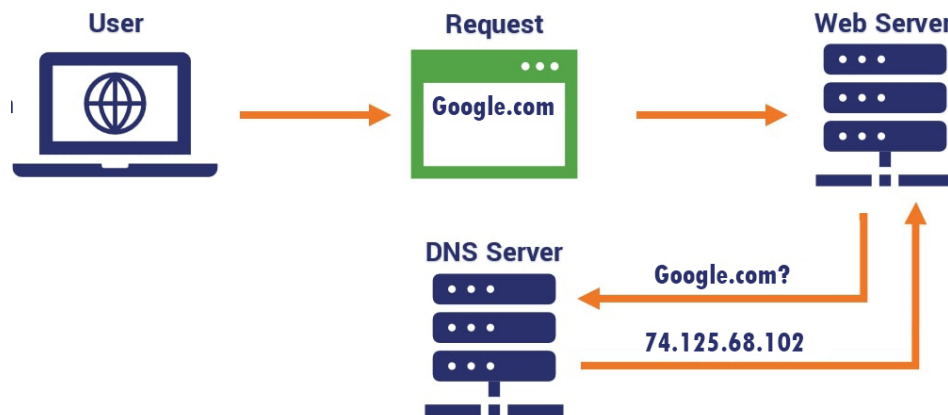 User
Request
Web Server
Google.com
DNS Server
Google.com?
74.125.68.102